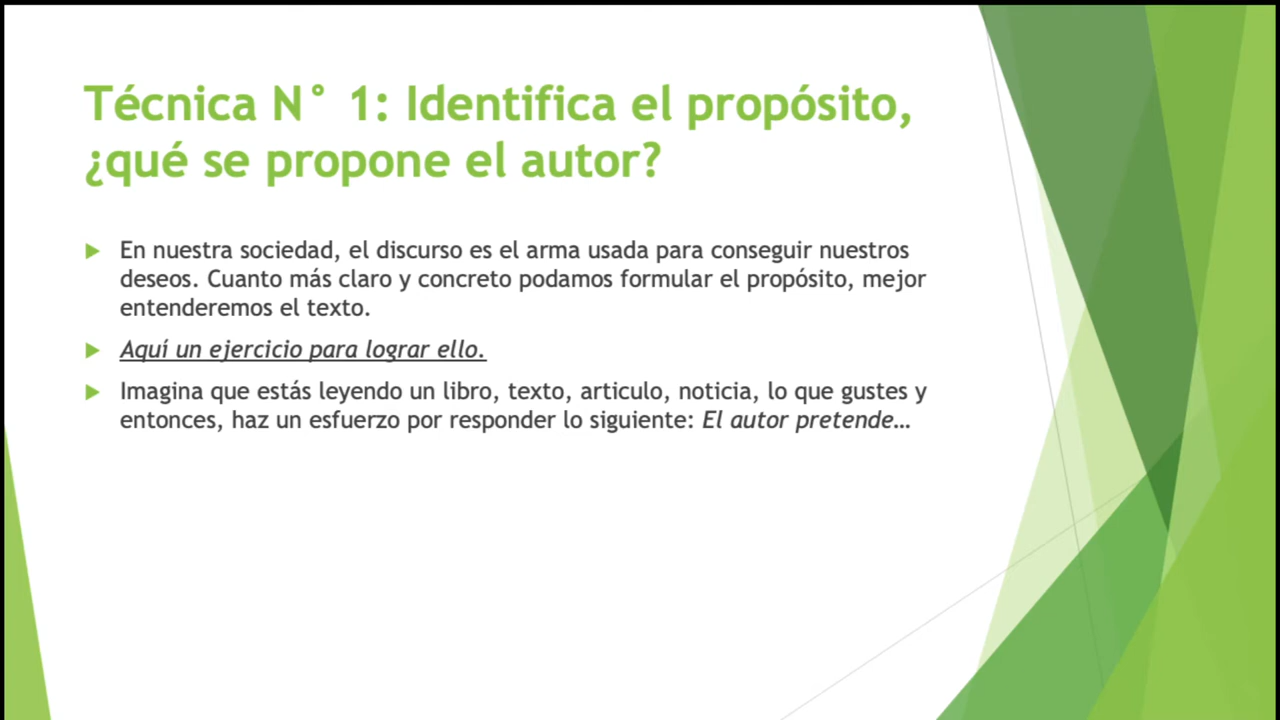 Técnica N° 1: Identifica el propósito,
¿qué se propone el autor?
En nuestra sociedad, el discurso es el arma usada para conseguir nuestros
deseos. Cuanto más claro y concreto podamos formular el propósito, mejor
entenderemos el texto.
Aquí un ejercicio para lograr ello.
Imagina que estás leyendo un libro, texto, articulo, noticia, lo que gustes y
entonces, haz un esfuerzo por responder lo siguiente: El autor pretende…